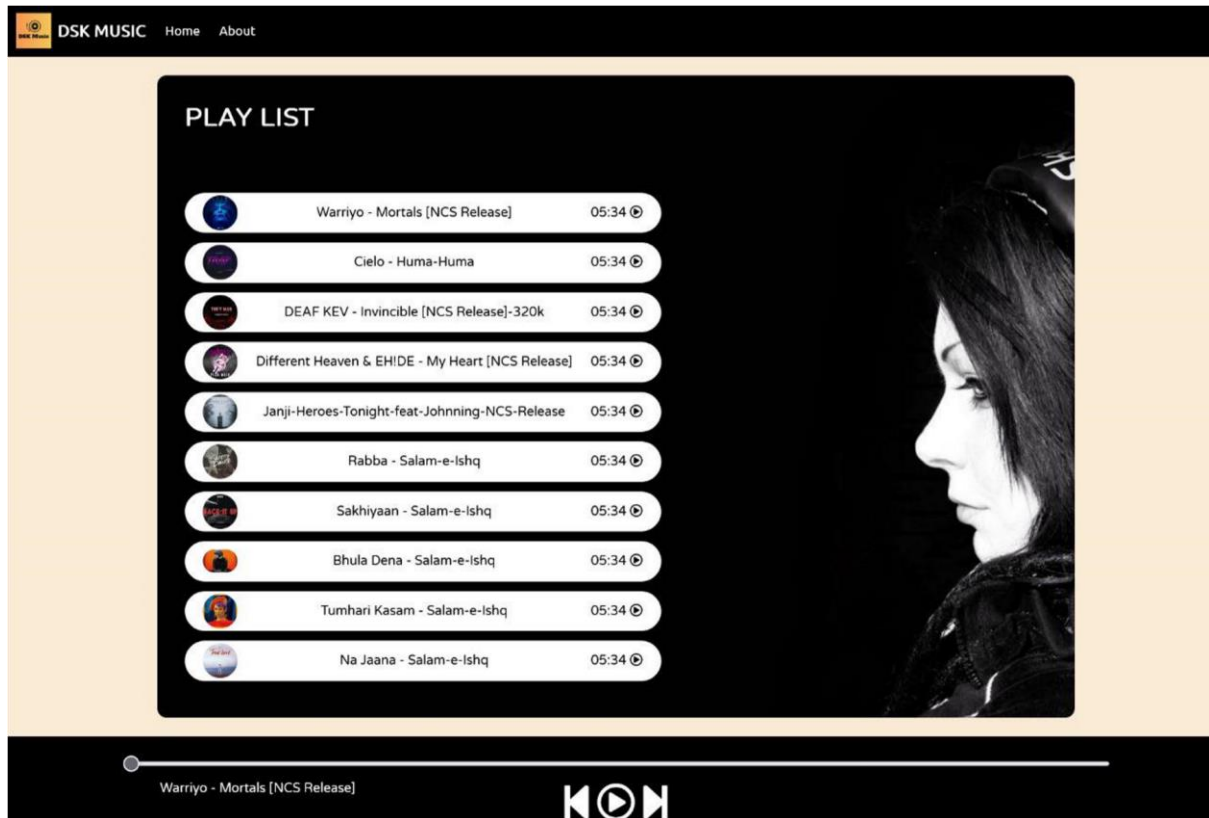 DSK Music
DSK MUSIC Home About
PLAY LIST
Warriyo - Mortals [NCS Release] 05:34
Cielo - Huma-Huma 05:34
DEAF KEV - Invincible [NCS Release]-320k 05:34
Different Heaven & EH!DE - My Heart [NCS Release] 05:34
Janji-Heroes-Tonight-feat-Johnning-NCS-Release 05:34
Rabba - Salam-e-Ishq 05:34
Sakhiyaan - Salam-e-Ishq 05:34
Bhula Dena - Salam-e-Ishq 05:34
Tumhari Kasam - Salam-e-Ishq 05:34
Na Jaana - Salam-e-Ishq 05:34
Warriyo - Mortals [NCS Release]